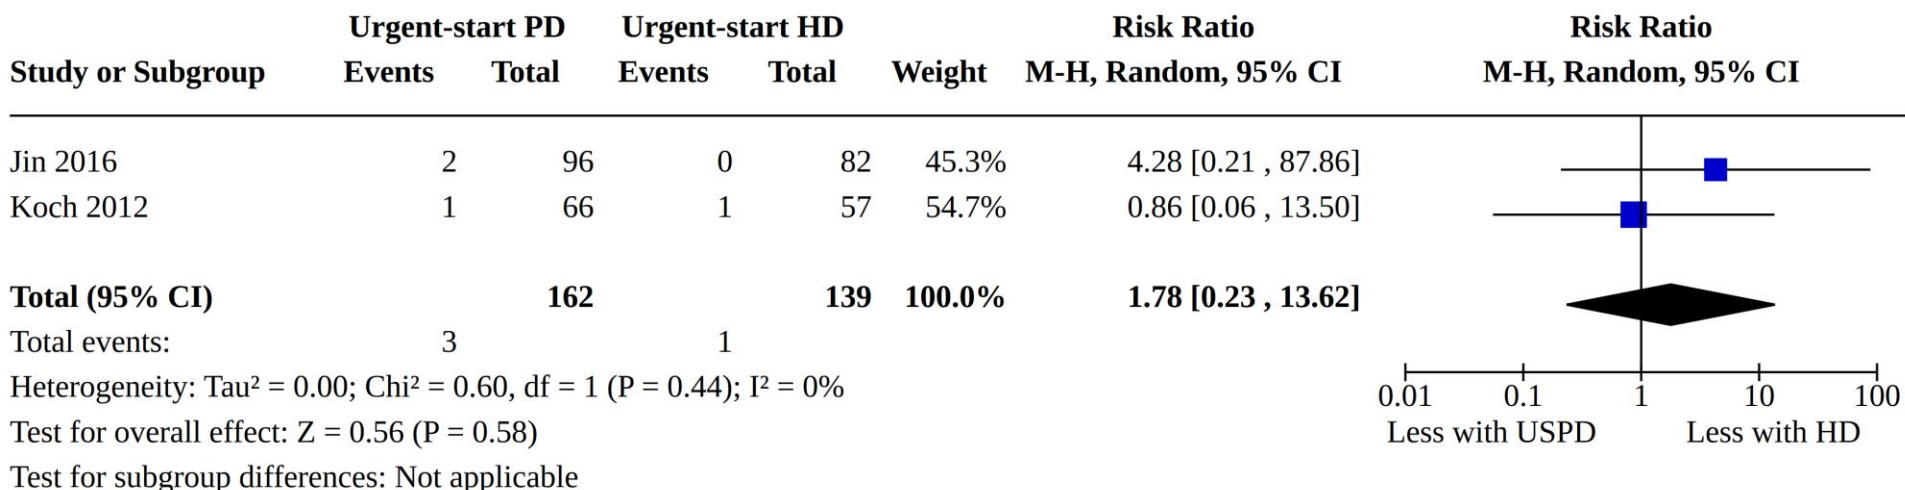 Urgent-start PD Urgent-start HD Risk Ratio Risk Ratio
Study or Subgroup Events Total Events Total Weight M-H, Random, 95% CI M-H, Random, 95% CI
Jin 2016 2 96 0 82 45.3% 4.28 [0.21 , 87.86]
Koch 2012 1 66 1 57 54.7% 0.86 [0.06 , 13.50]
Total (95% CI) 162 139 100.0% 1.78 [0.23 , 13.62]
Total events: 3 1
Heterogeneity: Tau² = 0.00; Chi² = 0.60, df = 1 (P = 0.44); I² = 0%
0.01 0.1 1 10 100
Test for overall effect: Z = 0.56 (P = 0.58)
Less with USPD Less with HD
Test for subgroup differences: Not applicable